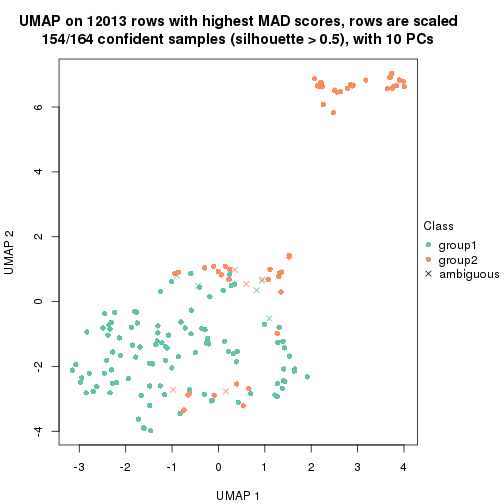 UMAP on 12013 rows with highest MAD scores, rows are scaled
154/164 confident samples (silhouette > 0.5), with 10 PCs
6
4
2
0
-2
-4
UMAP 2
-3
-2
-1
0
1
2
3
4
UMAP 1
Class
group1
group2
ambiguous